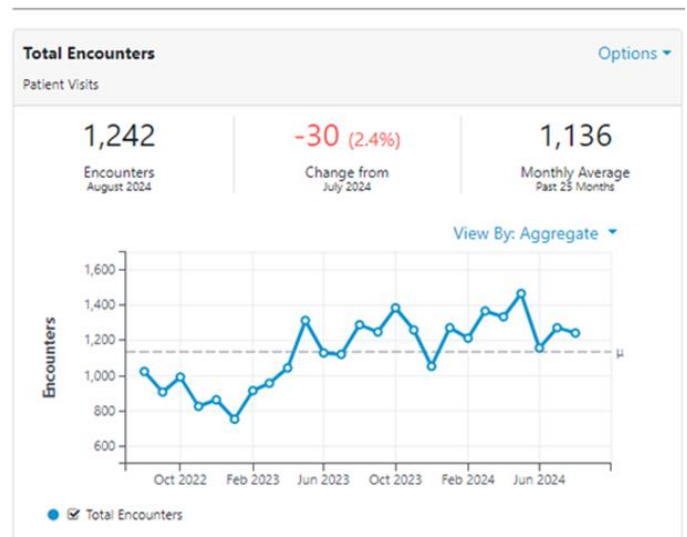 Total Encounters
Options
Patient Visits
1,242
Encounters
August 2024
-30 (2.4%)
Change from
July 2024
1,136
Monthly Average
Past 25 Months
View By: Aggregate
1,600
1,400
1,200
1,000
800
600
Encounters
μ
Oct 2022 Feb 2023 Jun 2023 Oct 2023 Feb 2024 Jun 2024
Total Encounters